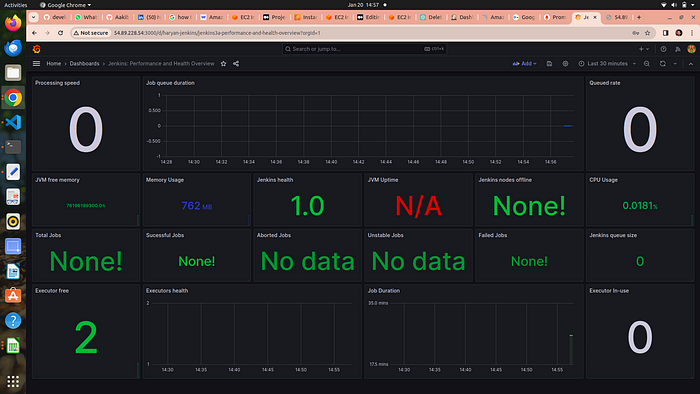 Activities
Google Chrome
Jan 20 14:57
deve
What
Aakil
(50) I
how t
Ama
EC2 I
Proje
Insta
EC2 I
Editin
EC2 I
Delet
Dash
Ama
Goog
Prom
Je
54.89
Not secure
54.89.228.54:3000/d/haryan-jenkins/jenkins3a-performance-and-health-overview?orgId=1
Search or jump to...
ctrl+k
Home > Dashboards > Jenkins: Performance and Health Overview
Add
Last 30 minutes
Processing speed
0
Job queue duration
1
0.500
0
-0.500
-1
14:28 14:30 14:32 14:34 14:36 14:38 14:40 14:42 14:44 14:46 14:48 14:50 14:52 14:54 14:56
Queued rate
0
JVM free memory
Memory Usage
762 MB
Jenkins health
1.0
JVM Uptime
N/A
Jenkins nodes offline
None!
CPU Usage
0.0181%
Total Jobs
None!
Sucessful Jobs
None!
Aborted Jobs
No data
Unstable Jobs
No data
Failed Jobs
None!
Jenkins queue size
0
Executor free
2
Executors health
2
1
14:30 14:35 14:40 14:45 14:50 14:55
Job Duration
35.0 mins
17.5 mins
14:30 14:35 14:40 14:45 14:50 14:55
Executor In-use
0